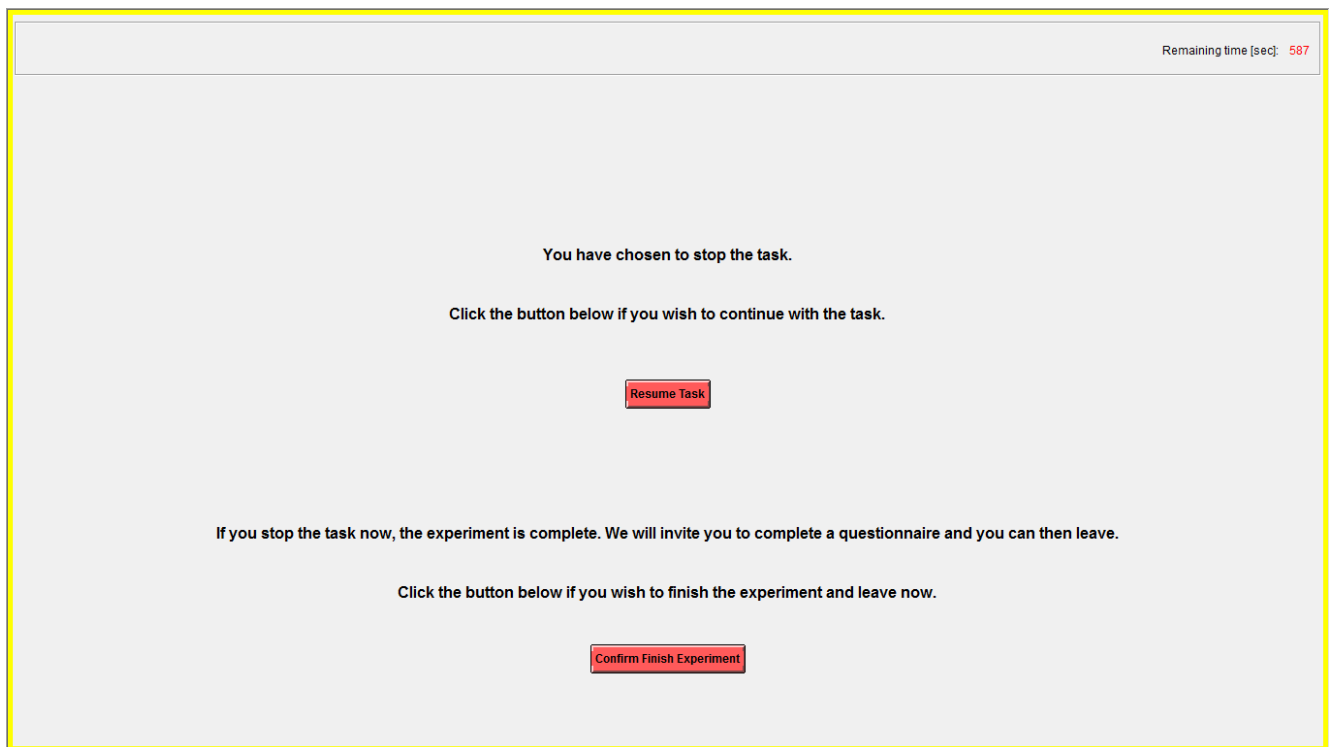 Remaining time [sec]: 587
You have chosen to stop the task.
Click the button below if you wish to continue with the task.
Resume Task
If you stop the task now, the experiment is complete. We will invite you to complete a questionnaire and you can then leave.
Click the button below if you wish to finish the experiment and leave now.
Confirm Finish Experiment